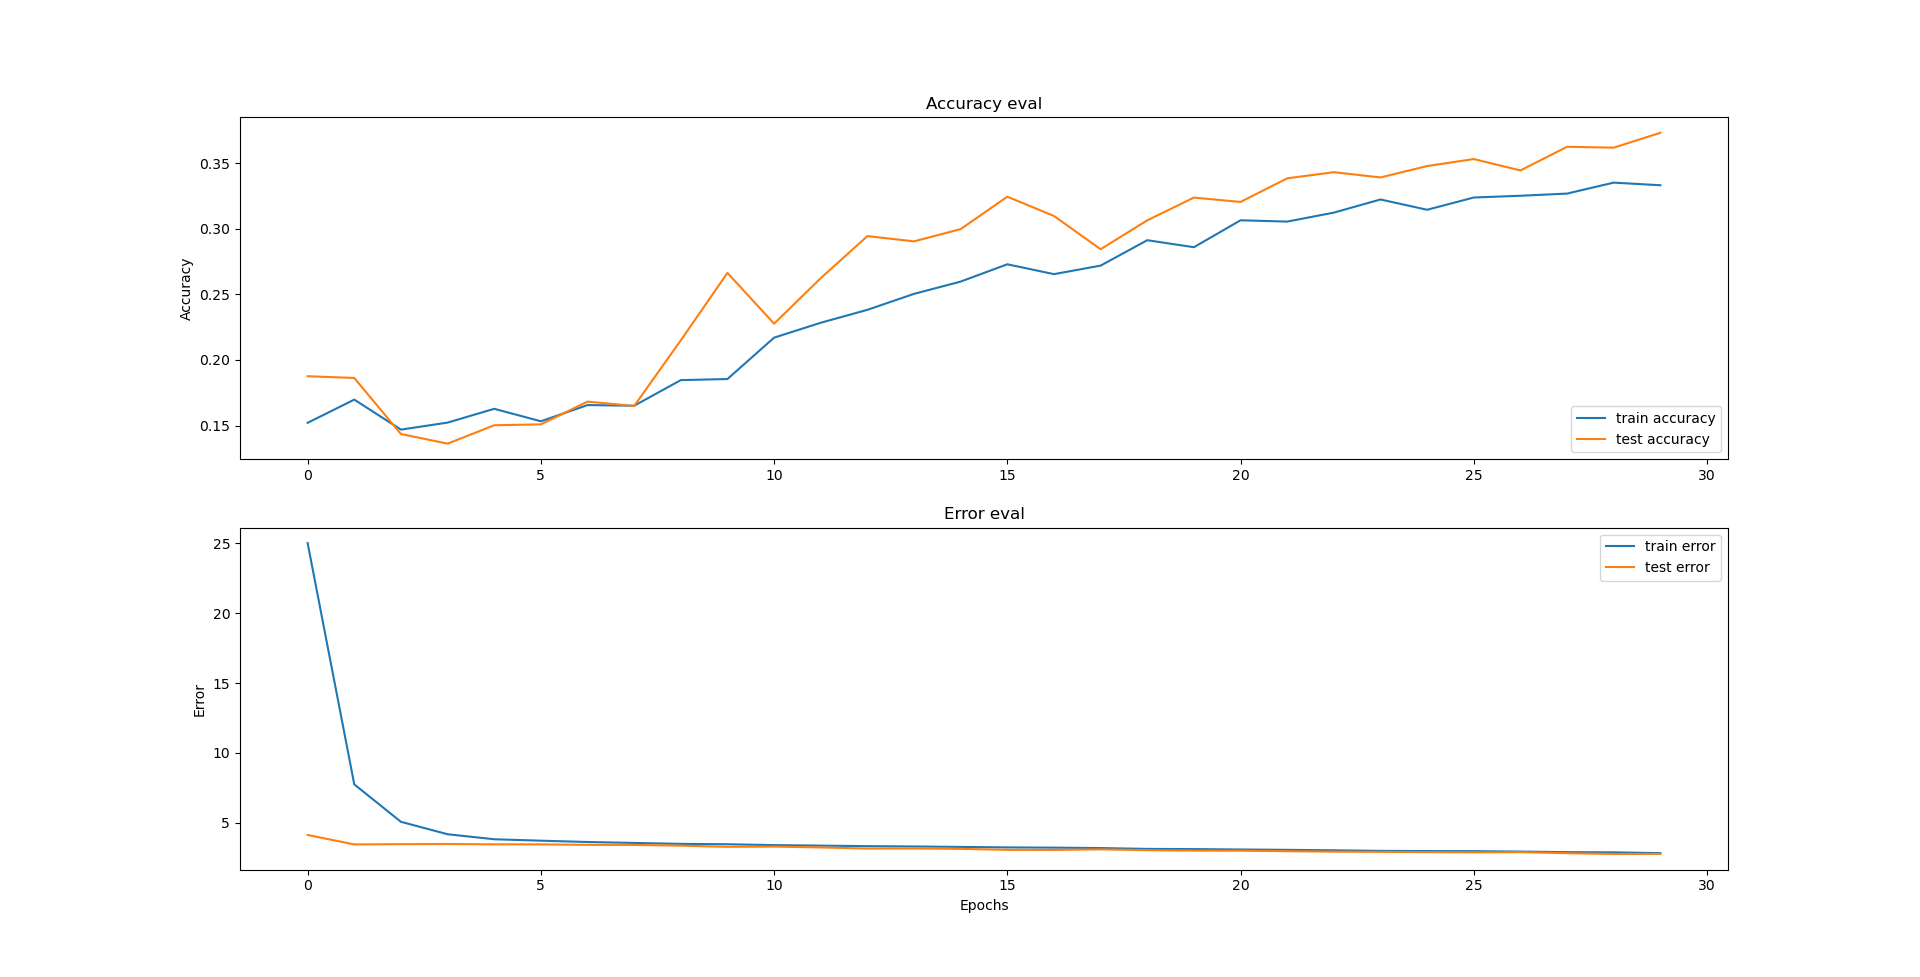 Accuracy eval
Accuracy
0.35
0.30
0.25
0.20
0.15
train accuracy
test accuracy
0 5 10 15 20 25 30
Error eval
Error
25
20
15
10
5
train error
test error
0 5 10 15 20 25 30
Epochs